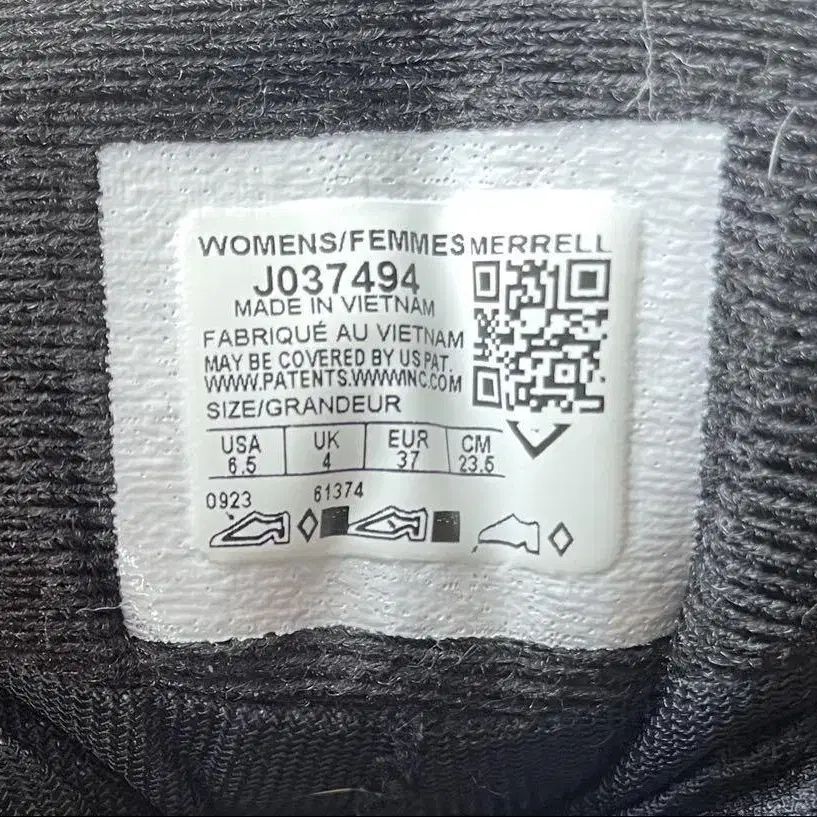 WOMENS/FEMMES MERRELL
J037494
MADE IN VIETNAM
FABRIQUÉ AU VIETNAM
MAY BE COVERED BY US PAT.
WWW.PATENTS.WWWINC.COM
SIZE/GRANDEUR
USA UK EUR CM
6.5 4 37 23.5
0923 61374